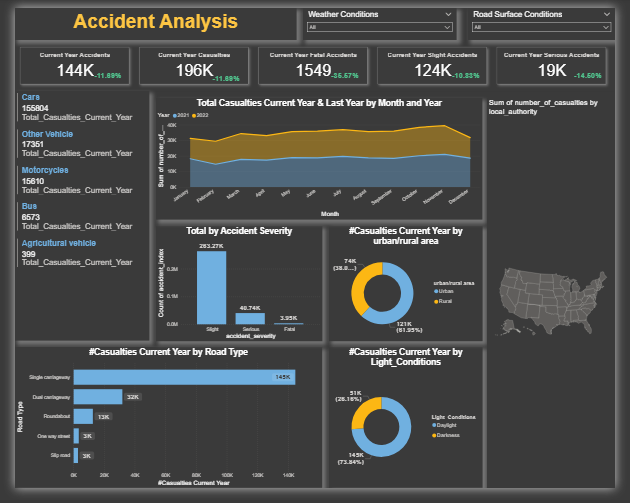 Accident Analysis
Weather Conditions
All
Road Surface Conditions
All
Current Year Accidents
144K -11.69%
Current Year Casualties
196K -11.89%
Current Year Fatal Accidents
1549
Current Year Slight Accidents
124K -10.83%
Current Year Serious Accidents
19K -14.50%
Cars
155804
Total_Casualties_Current_Year
Other Vehicle
17351
Total_Casualties_Current_Year
Motorcycles
15610
Total_Casualties_Current_Year
Bus
6573
Total_Casualties_Current_Year
Agricultural vehicle
399
Total_Casualties_Current_Year
Total Casualties Current Year & Last Year by Month and Year
Year 2021 2022
Sum of number_of_...
40K
30K
20K
10K
0K
January
February
March
April
May
June
July
August
September
October
November
December
Month
Sum of number_of_casualties by
local_authority
Total by Accident Severity
Count of accident_index
0.2M
0.1M
0.0M
263.27K
40.74K
3.95K
Slight
Serious
Fatal
accident_severity
#Casualties Current Year by
urban/rural area
74K
(38.0...)
121K
(61.95%)
urban/rural area
Urban
Rural
#Casualties Current Year by Road Type
Road Type
Single carriageway
145K
Dual carriageway
32K
Roundabout
13K
One way street
3K
Slip road
3K
0K
20K
40K
60K
80K
100K
120K
140K
#Casualties Current Year
#Casualties Current Year by
Light_Conditions
51K
(26.16%)
145K
(73.84%)
Light_Conditions
Daylight
Darkness